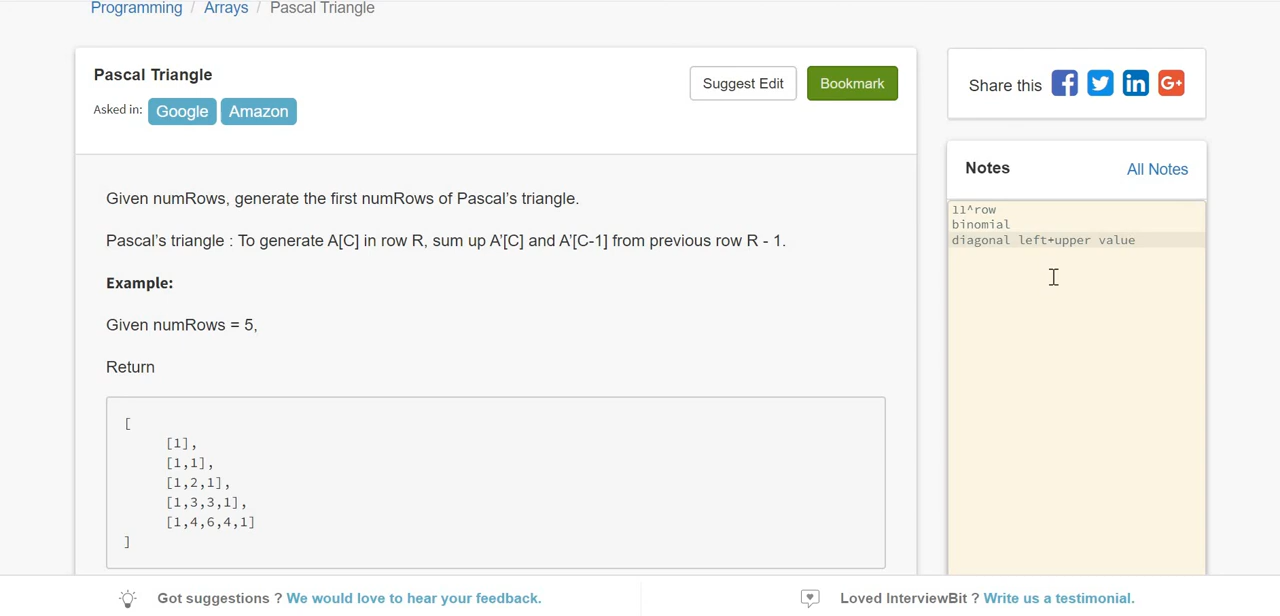 Programming / Arrays / Pascal Triangle
Pascal Triangle
Suggest Edit
Bookmark
Asked in: Google Amazon
Given numRows, generate the first numRows of Pascal’s triangle.
Pascal’s triangle : To generate A[C] in row R, sum up A’[C] and A’[C-1] from previous row R - 1.
Example:
Given numRows = 5,
Return
[
[1],
[1,1],
[1,2,1],
[1,3,3,1],
[1,4,6,4,1]
]
Share this
G+
Notes
All Notes
11^row
binomial
diagonal left+upper value
Got suggestions ? We would love to hear your feedback.
Loved InterviewBit ? Write us a testimonial.